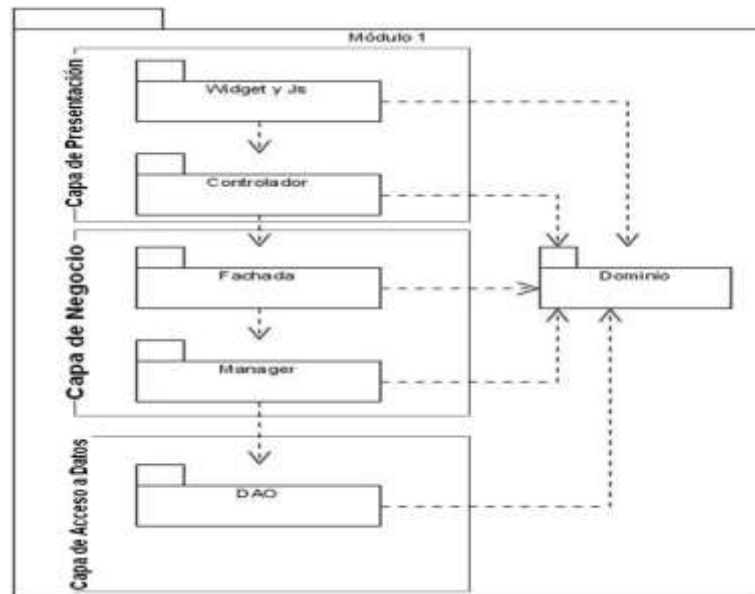 Módulo 1
Capa de Presentación
Widget y Js
Controlador
Capa de Negocio
Fachada
Dominio
Manager
Capa de Acceso a Datos
DAO